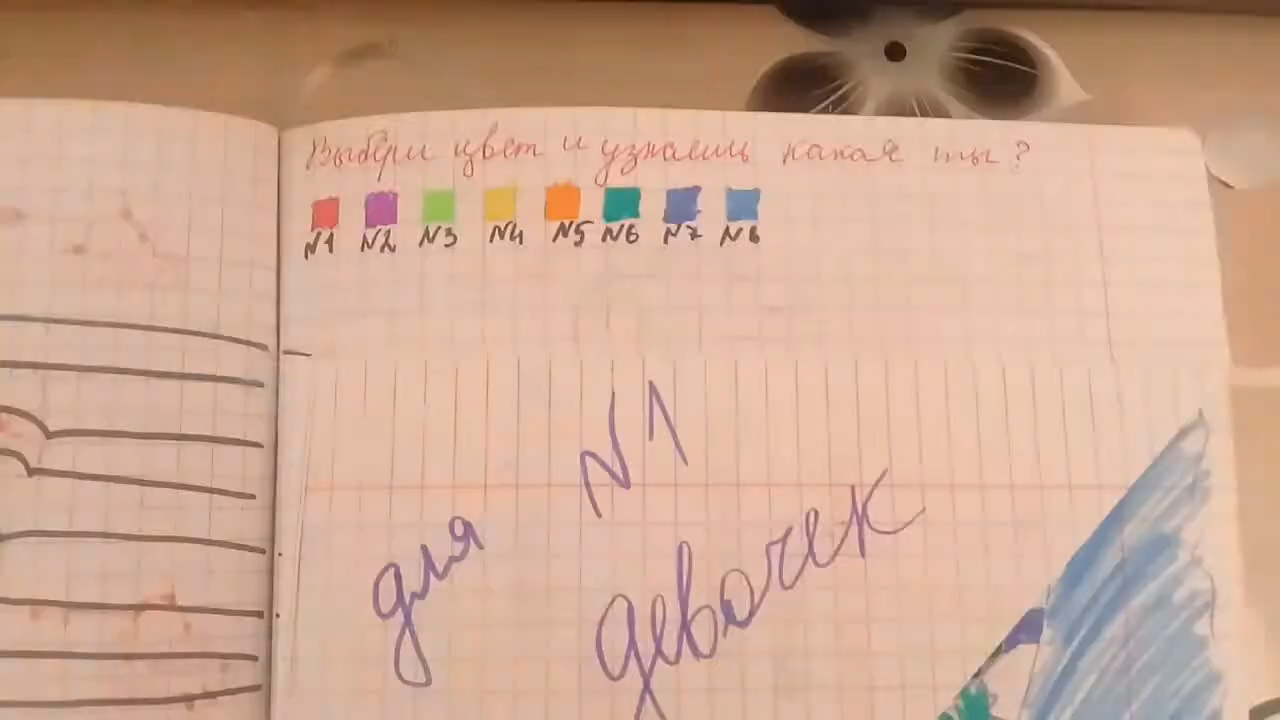 Выбери цвет и узнаешь какая ты?
N1 N2 N3 N4 N5 N6 N7 N8
N1
для девочек